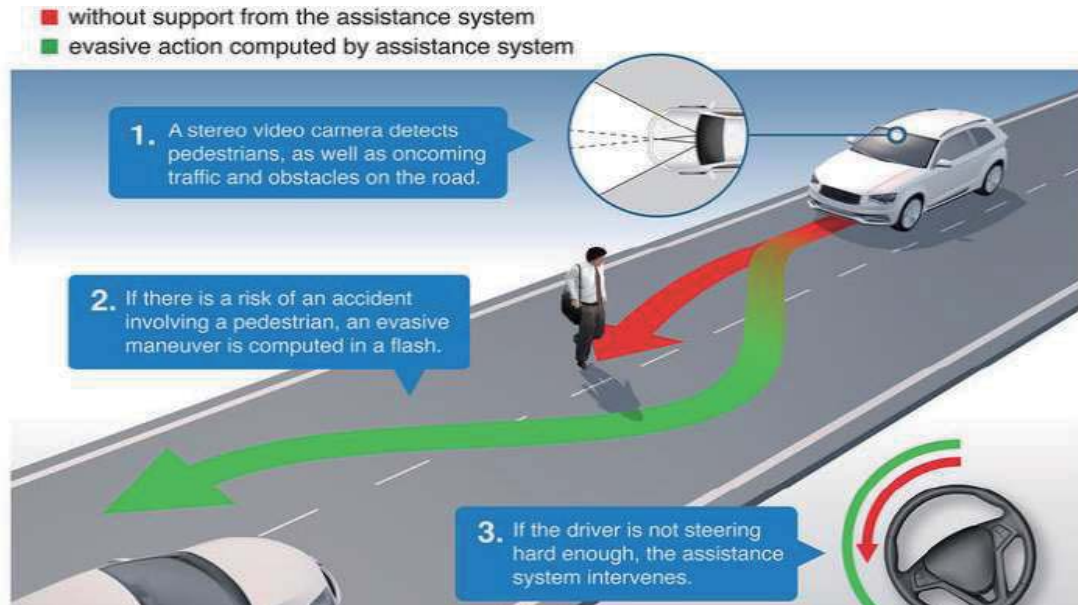 without support from the assistance system
evasive action computed by assistance system
1. A stereo video camera detects
pedestrians, as well as oncoming
traffic and obstacles on the road.
2. If there is a risk of an accident
involving a pedestrian, an evasive
maneuver is computed in a flash.
3. If the driver is not steering
hard enough, the assistance
system intervenes.